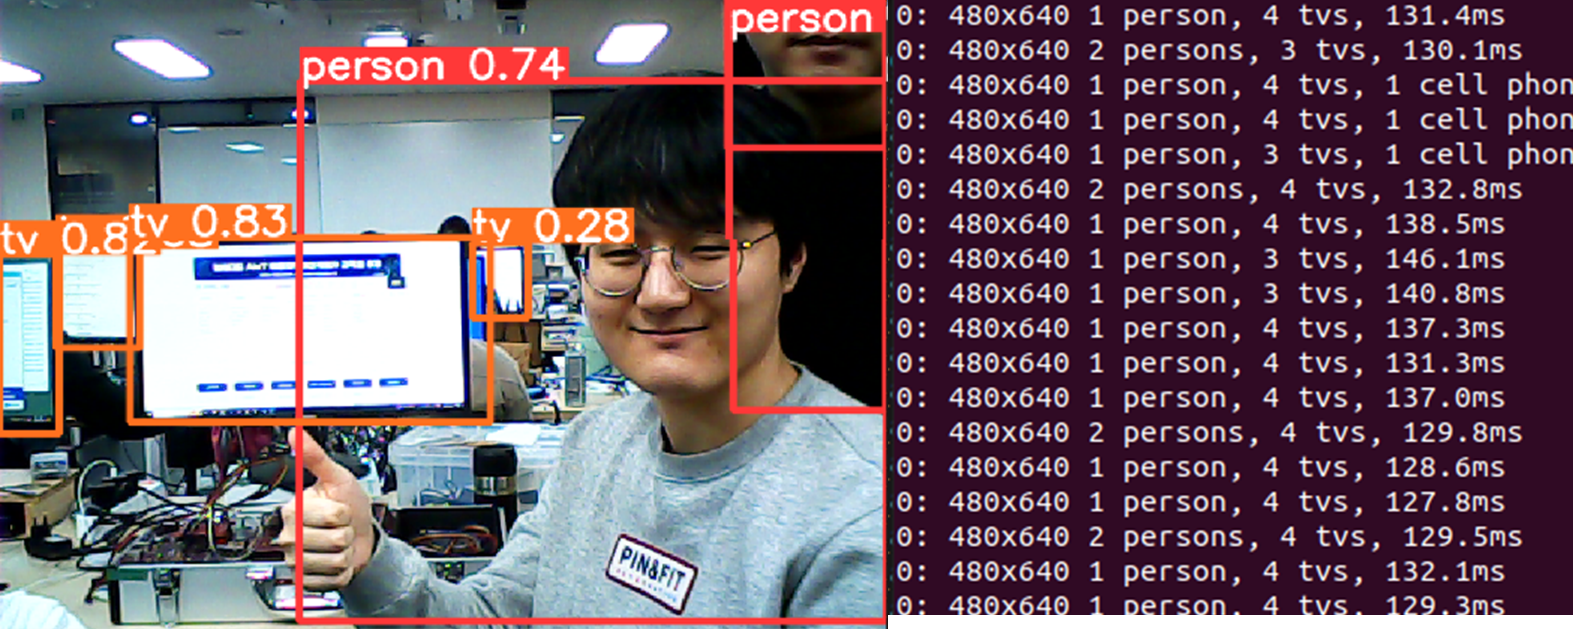 person
person 0.74
tv 0.8
tv 0.83
tv 0.28
PIN&FIT
0: 480x640 1 person, 4 tvs, 131.4ms
0: 480x640 2 persons, 3 tvs, 130.1ms
0: 480x640 1 person, 4 tvs, 1 cell phon
0: 480x640 1 person, 4 tvs, 1 cell phon
0: 480x640 1 person, 3 tvs, 1 cell phon
0: 480x640 2 persons, 4 tvs, 132.8ms
0: 480x640 1 person, 4 tvs, 138.5ms
0: 480x640 1 person, 3 tvs, 146.1ms
0: 480x640 1 person, 3 tvs, 140.8ms
0: 480x640 1 person, 4 tvs, 137.3ms
0: 480x640 1 person, 4 tvs, 131.3ms
0: 480x640 1 person, 4 tvs, 137.0ms
0: 480x640 2 persons, 4 tvs, 129.8ms
0: 480x640 1 person, 4 tvs, 128.6ms
0: 480x640 1 person, 4 tvs, 127.8ms
0: 480x640 2 persons, 4 tvs, 129.5ms
0: 480x640 1 person, 4 tvs, 132.1ms
0: 480x640 1 person, 4 tvs, 129.3ms